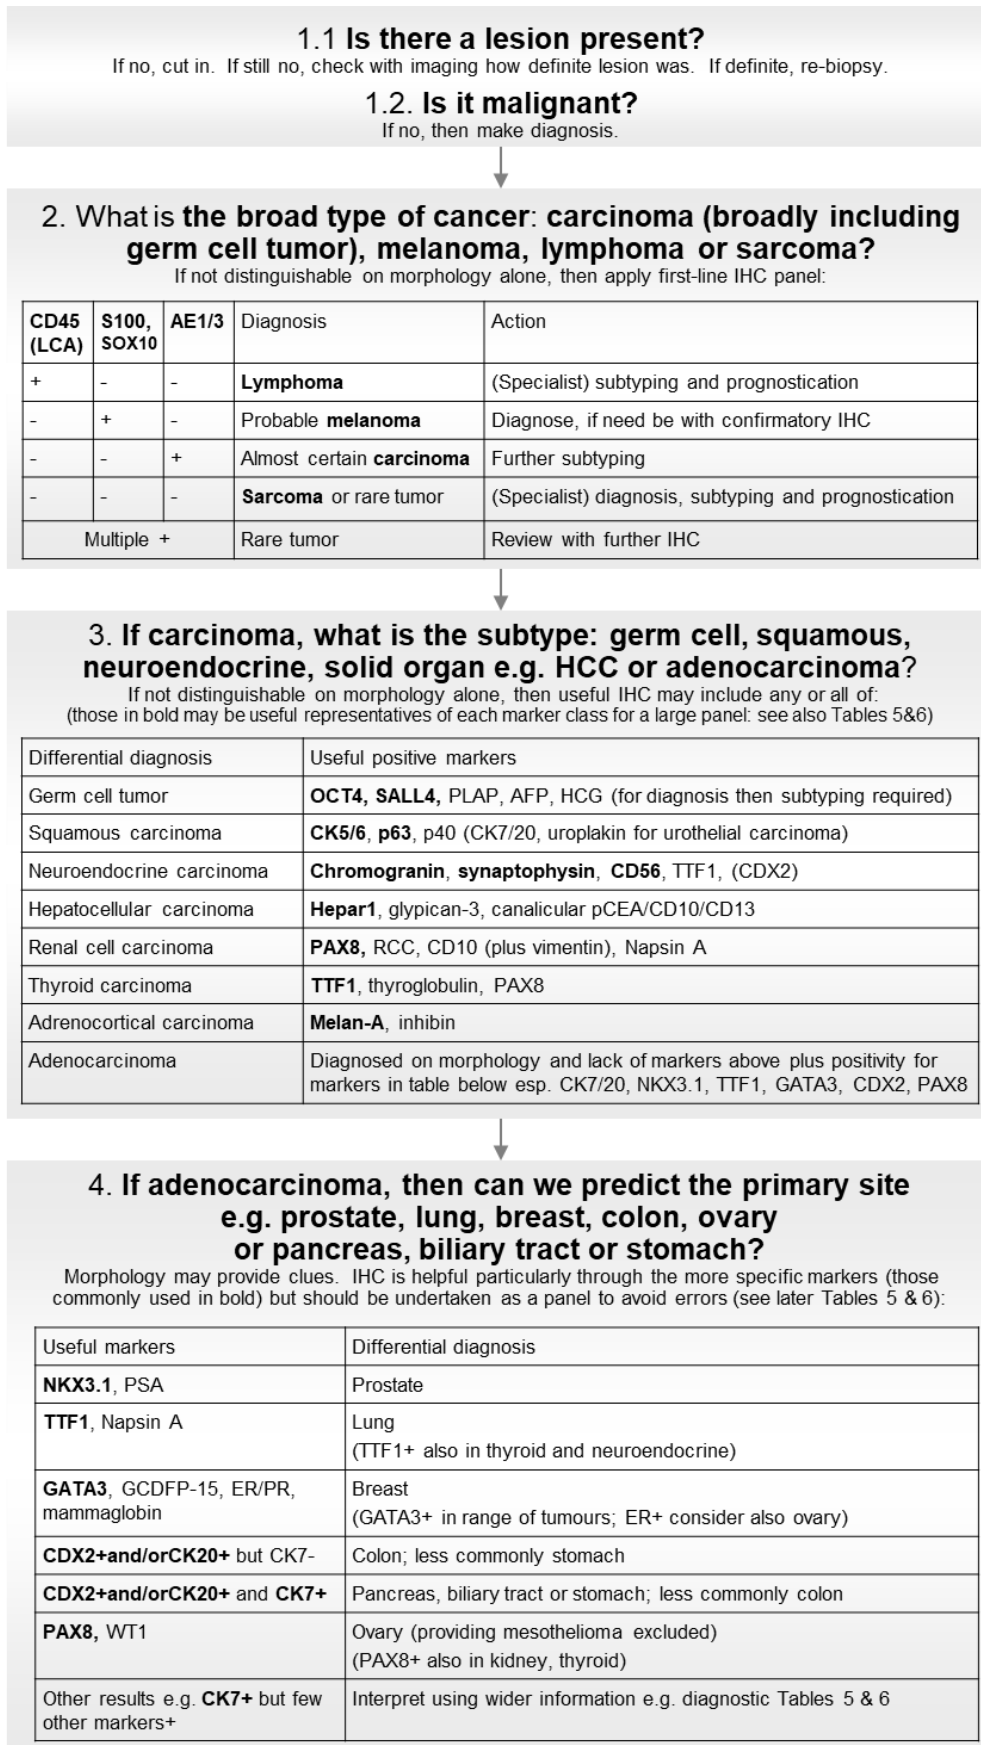 1.1 Is there a lesion present?
If no, cut in. If still no, check with imaging how definite lesion was. If definite, re-biopsy.
1.2. Is it malignant?
If no, then make diagnosis.
2. What is the broad type of cancer: carcinoma (broadly including
germ cell tumor), melanoma, lymphoma or sarcoma?
If not distinguishable on morphology alone, then apply first-line IHC panel:
CD45 (LCA) S100, SOX10 AE1/3 Diagnosis Action
+ - - Lymphoma (Specialist) subtyping and prognostication
- + - Probable melanoma Diagnose, if need be with confirmatory IHC
- - + Almost certain carcinoma Further subtyping
- - - Sarcoma or rare tumor (Specialist) diagnosis, subtyping and prognostication
Multiple + Rare tumor Review with further IHC
3. If carcinoma, what is the subtype: germ cell, squamous,
neuroendocrine, solid organ e.g. HCC or adenocarcinoma?
If not distinguishable on morphology alone, then useful IHC may include any or all of:
(those in bold may be useful representatives of each marker class for a large panel: see also Tables 5&6)
Differential diagnosis Useful positive markers
Germ cell tumor OCT4, SALL4, PLAP, AFP, HCG (for diagnosis then subtyping required)
Squamous carcinoma CK5/6, p63, p40 (CK7/20, uroplakin for urothelial carcinoma)
Neuroendocrine carcinoma Chromogranin, synaptophysin, CD56, TTF1, (CDX2)
Hepatocellular carcinoma Hepar1, glypican-3, canalicular pCEA/CD10/CD13
Renal cell carcinoma PAX8, RCC, CD10 (plus vimentin), Napsin A
Thyroid carcinoma TTF1, thyroglobulin, PAX8
Adrenocortical carcinoma Melan-A, inhibin
Adenocarcinoma Diagnosed on morphology and lack of markers above plus positivity for
markers in table below esp. CK7/20, NKX3.1, TTF1, GATA3, CDX2, PAX8
4. If adenocarcinoma, then can we predict the primary site
e.g. prostate, lung, breast, colon, ovary
or pancreas, biliary tract or stomach?
Morphology may provide clues. IHC is helpful particularly through the more specific markers (those
commonly used in bold) but should be undertaken as a panel to avoid errors (see later Tables 5 & 6):
Useful markers Differential diagnosis
NKX3.1, PSA Prostate
TTF1, Napsin A Lung
(TTF1+ also in thyroid and neuroendocrine)
GATA3, GCDFP-15, ER/PR, mammaglobin Breast
(GATA3+ in range of tumours; ER+ consider also ovary)
CDX2+and/orCK20+ but CK7- Colon; less commonly stomach
CDX2+and/orCK20+ and CK7+ Pancreas, biliary tract or stomach; less commonly colon
PAX8, WT1 Ovary (providing mesothelioma excluded)
(PAX8+ also in kidney, thyroid)
Other results e.g. CK7+ but few other markers+ Interpret using wider information e.g. diagnostic Tables 5 & 6